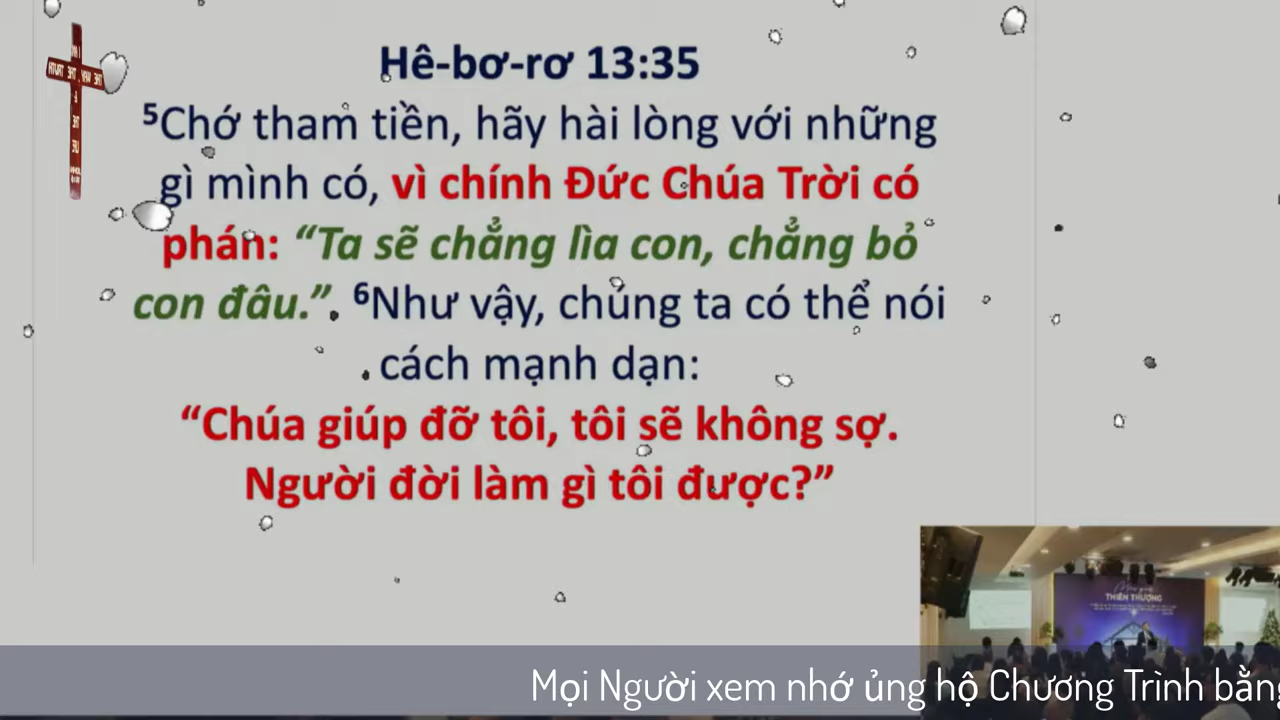 Hê-bơ-rơ 13:35
⁵Chớ tham tiền, hãy hài lòng với những
gì mình có, vì chính Đức Chúa Trời có
phán: “Ta sẽ chẳng lìa con, chẳng bỏ
con đâu.”. ⁶Như vậy, chúng ta có thể nói
cách mạnh dạn:
“Chúa giúp đỡ tôi, tôi sẽ không sợ.
Người đời làm gì tôi được?”
THIÊN THƯỢNG
Mọi Người xem nhớ ủng hộ Chương Trình bằng